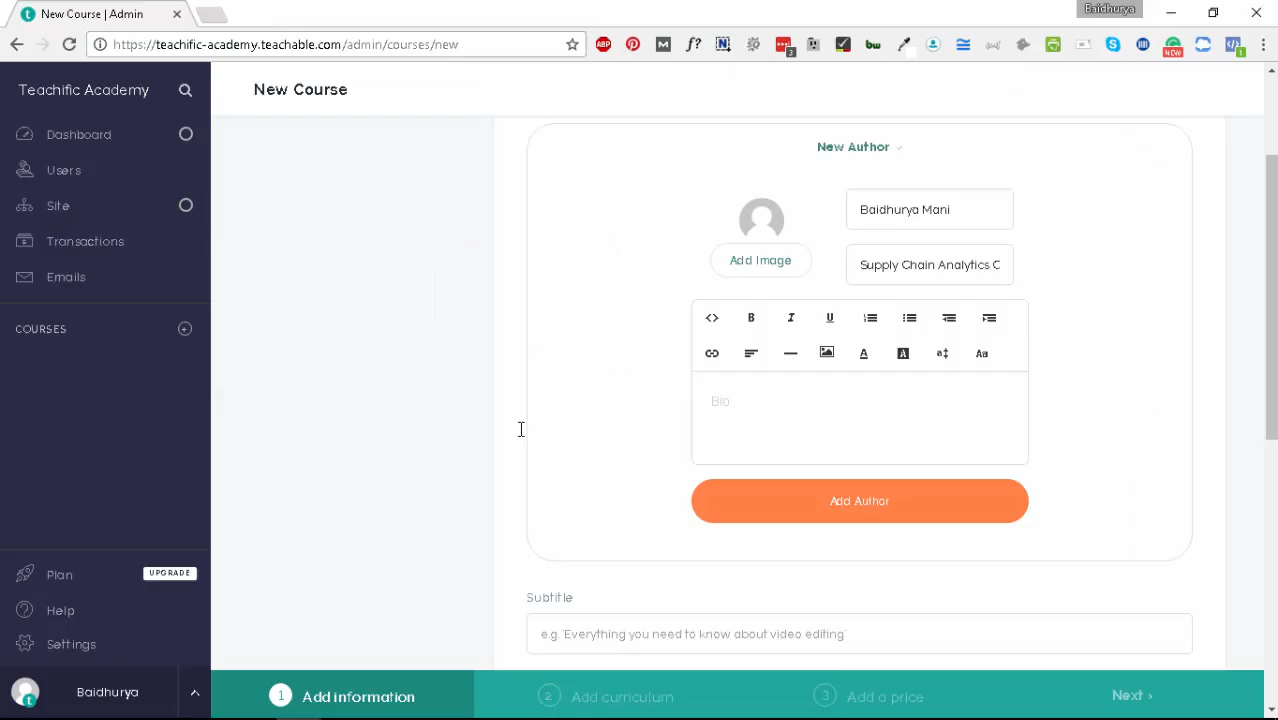 New Course | Admin
Baidhurya
https://teachific-academy.teachable.com/admin/courses/new
Teachific Academy
New Course
Dashboard
Users
Site
Transactions
Emails
COURSES
New Author
Baidhurya Mani
Add Image
Supply Chain Analytics C
Bio
Add Author
Subtitle
e.g. 'Everything you need to know about video editing'
Plan
UPGRADE
Help
Settings
Baidhurya
1 Add information
2 Add curriculum
3 Add a price
Next ›